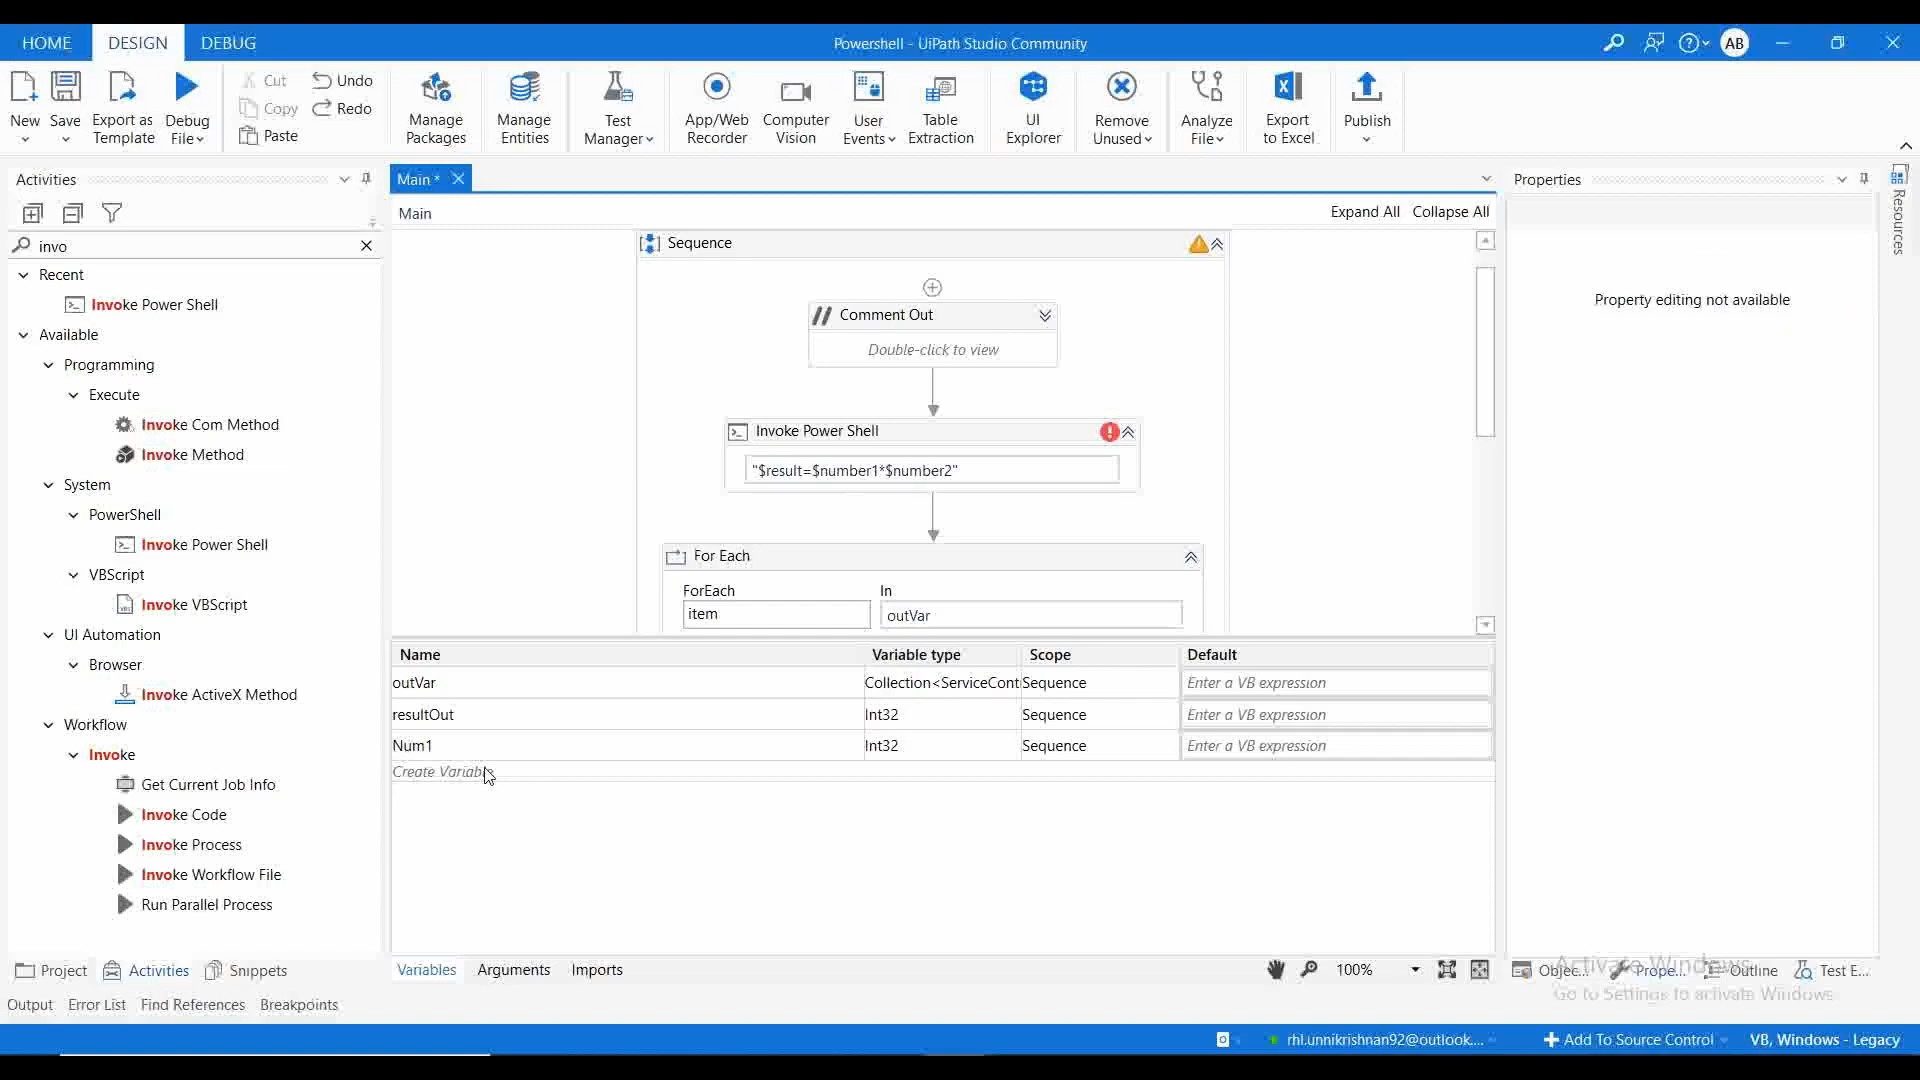 HOME
DESIGN
DEBUG
Powershell - UiPath Studio Community
AB
New
Save
Export as Template
Debug File
Cut
Copy
Paste
Undo
Redo
Manage Packages
Manage Entities
Test Manager
App/Web Recorder
Computer Vision
User Events
Table Extraction
UI Explorer
Remove Unused
Analyze File
Export to Excel
Publish
Activities
invo
Recent
Invoke Power Shell
Available
Programming
Execute
Invoke Com Method
Invoke Method
System
PowerShell
Invoke Power Shell
VBScript
Invoke VBScript
UI Automation
Browser
Invoke ActiveX Method
Workflow
Invoke
Get Current Job Info
Invoke Code
Invoke Process
Invoke Workflow File
Run Parallel Process
Main *
Main
Expand All Collapse All
Sequence
// Comment Out
Double-click to view
Invoke Power Shell
"$result=$number1*$number2"
For Each
ForEach In
item outVar
Name Variable type Scope Default
outVar Collection<ServiceConti Sequence Enter a VB expression
resultOut Int32 Sequence Enter a VB expression
Num1 Int32 Sequence Enter a VB expression
Create Variable
Properties
Property editing not available
Resources
Project
Activities
Snippets
Variables Arguments Imports
100%
Objec...
Prope...
Outline
Test E...
Activate Windows
Go to Settings to activate Windows.
Output Error List Find References Breakpoints
rhl.unnikrishnan92@outlook....
Add To Source Control
VB, Windows - Legacy